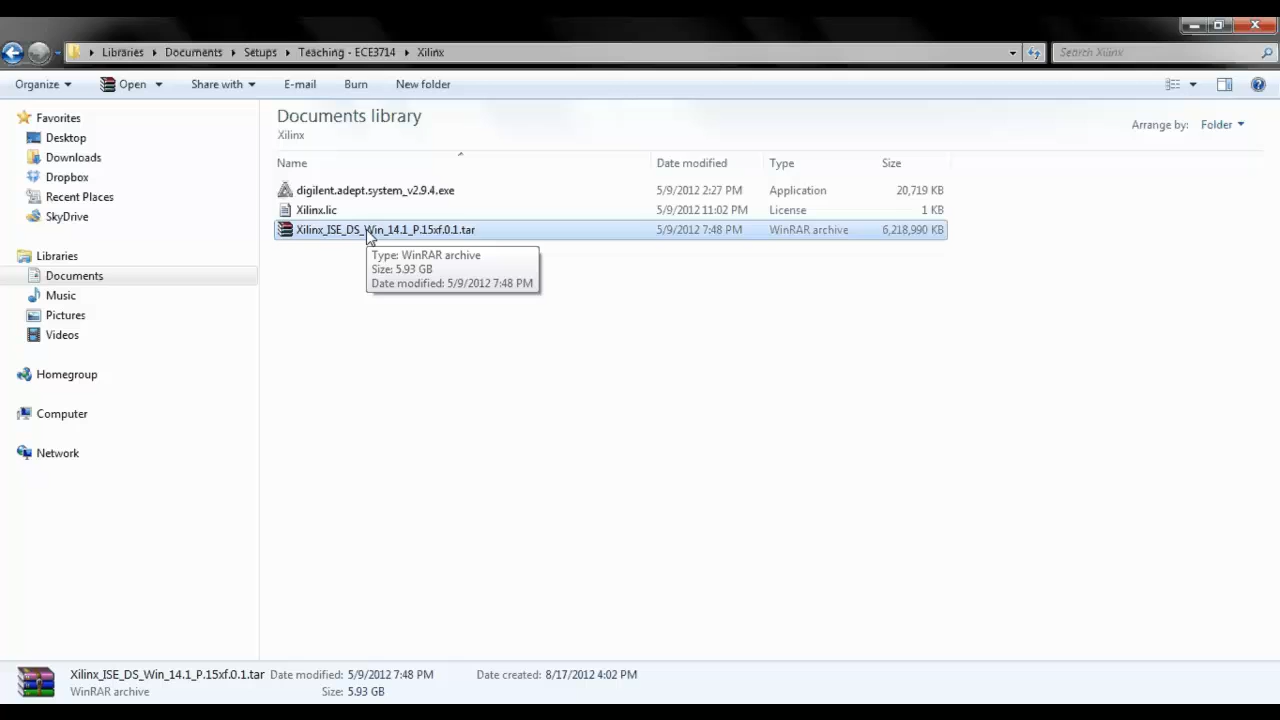 Libraries Documents Setups Teaching - ECE3714 Xilinx
Search Xilinx
Organize Open Share with E-mail Burn New folder
Favorites
Desktop
Downloads
Dropbox
Recent Places
SkyDrive
Libraries
Documents
Music
Pictures
Videos
Homegroup
Computer
Network
Documents library
Xilinx
Arrange by: Folder
Name Date modified Type Size
digilent.adept.system_v2.9.4.exe 5/9/2012 2:27 PM Application 20,719 KB
Xilinx.lic 5/9/2012 11:02 PM License 1 KB
Xilinx_ISE_DS_Win_14.1_P.15xf.0.1.tar 5/9/2012 7:48 PM WinRAR archive 6,218,990 KB
Type: WinRAR archive
Size: 5.93 GB
Date modified: 5/9/2012 7:48 PM
Xilinx_ISE_DS_Win_14.1_P.15xf.0.1.tar Date modified: 5/9/2012 7:48 PM Date created: 8/17/2012 4:02 PM
WinRAR archive Size: 5.93 GB